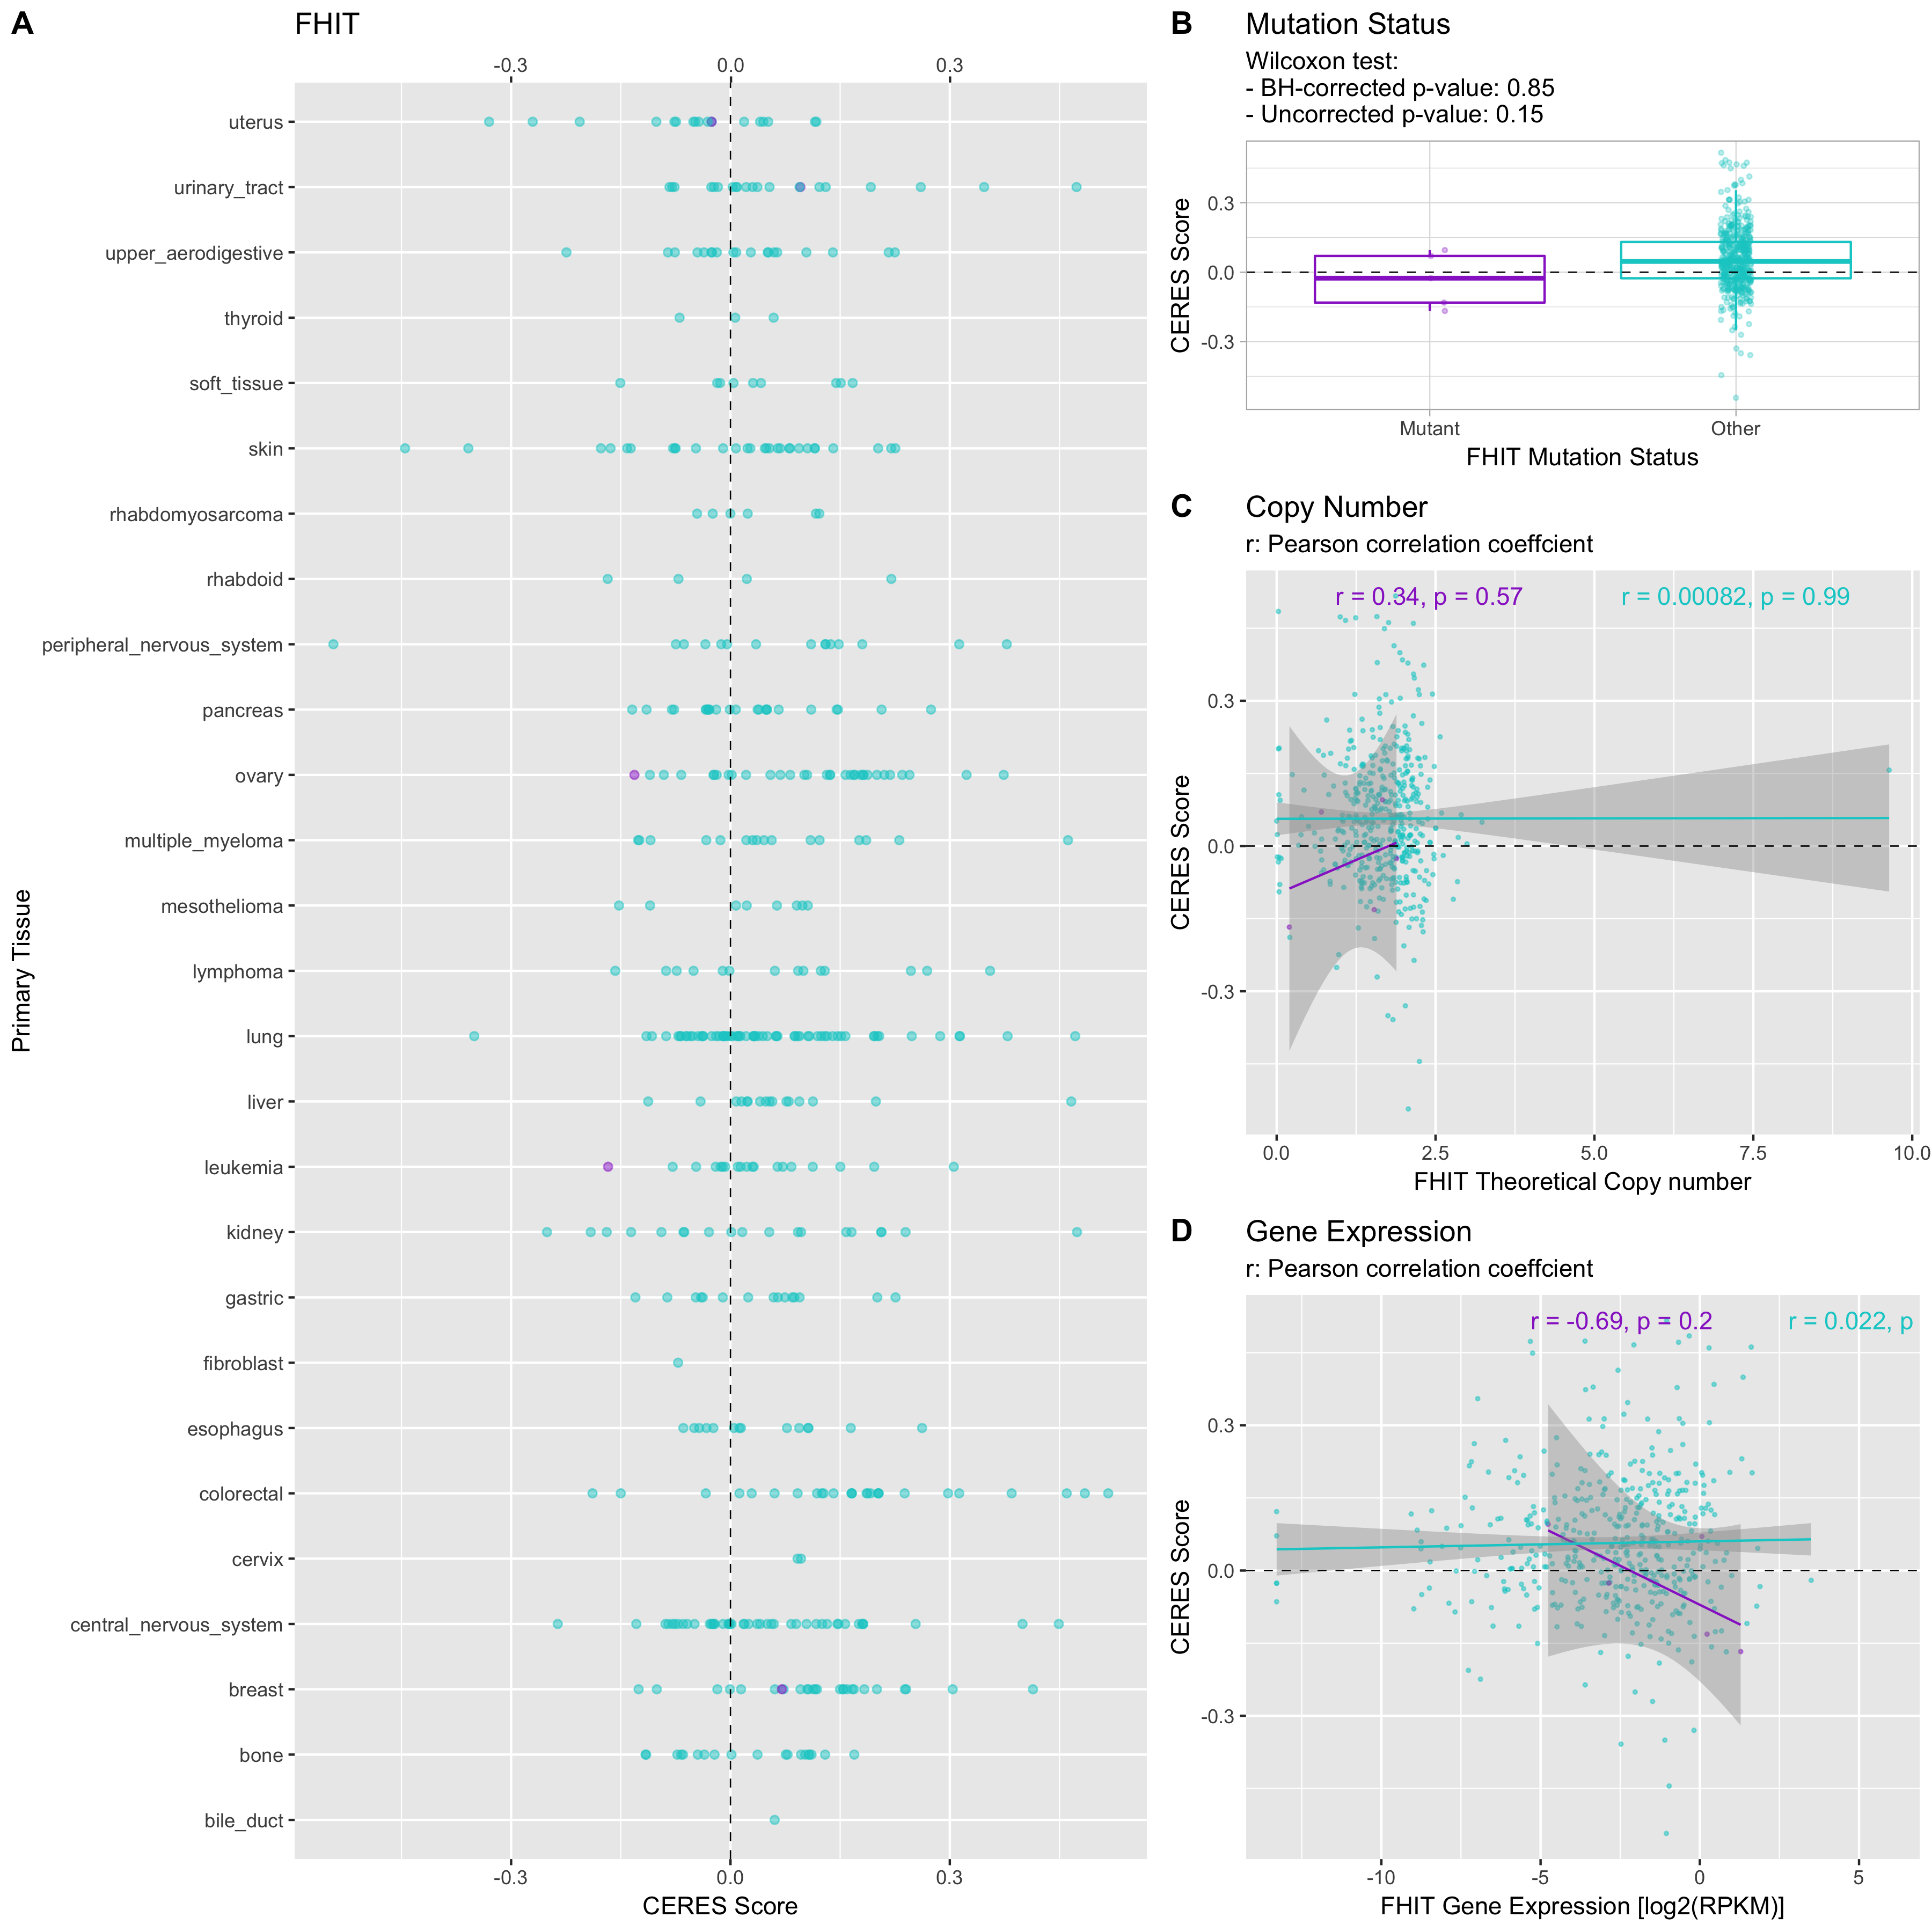 A
FHIT
-0.3 0.0 0.3
uterus
urinary_tract
upper_aerodigestive
thyroid
soft_tissue
skin
rhabdomyosarcoma
rhabdoid
peripheral_nervous_system
pancreas
ovary
multiple_myeloma
mesothelioma
lymphoma
lung
liver
leukemia
kidney
gastric
fibroblast
esophagus
colorectal
cervix
central_nervous_system
breast
bone
bile_duct
Primary Tissue
-0.3 0.0 0.3
CERES Score
B
Mutation Status
Wilcoxon test:
- BH-corrected p-value: 0.85
- Uncorrected p-value: 0.15
CERES Score
0.3
0.0
-0.3
Mutant Other
FHIT Mutation Status
C
Copy Number
r: Pearson correlation coeffcient
r = 0.34, p = 0.57 r = 0.00082, p = 0.99
CERES Score
0.3
0.0
-0.3
0.0 2.5 5.0 7.5 10.0
FHIT Theoretical Copy number
D
Gene Expression
r: Pearson correlation coeffcient
r = -0.69, p = 0.2 r = 0.022, p
CERES Score
0.3
0.0
-0.3
-10 -5 0 5
FHIT Gene Expression [log2(RPKM)]